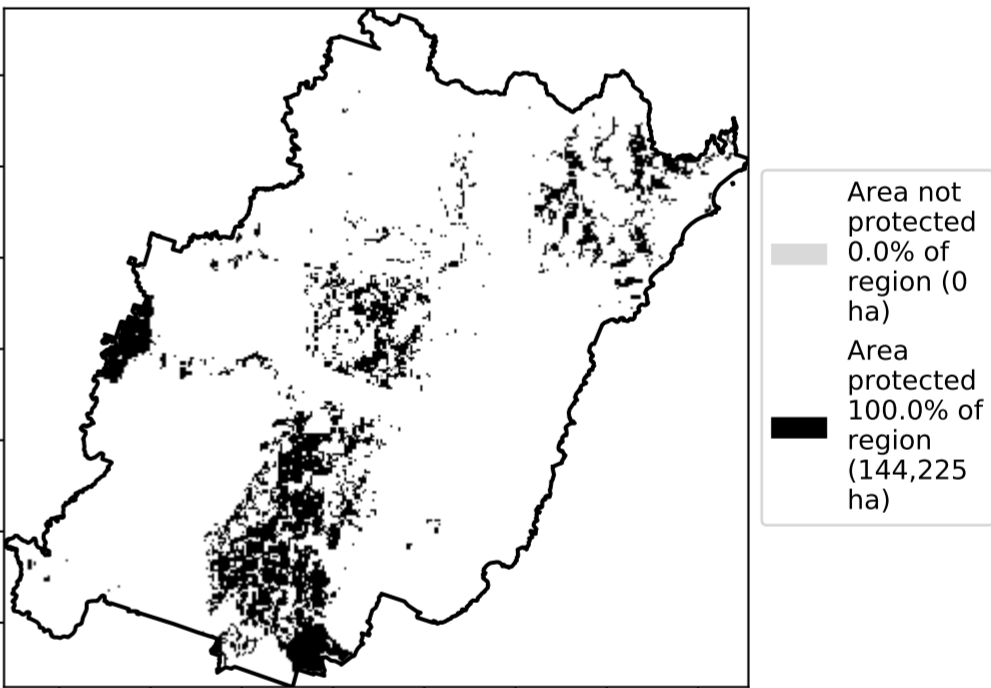 Area not
protected
0.0% of
region (0
ha)
Area
protected
100.0% of
region
(144,225
ha)